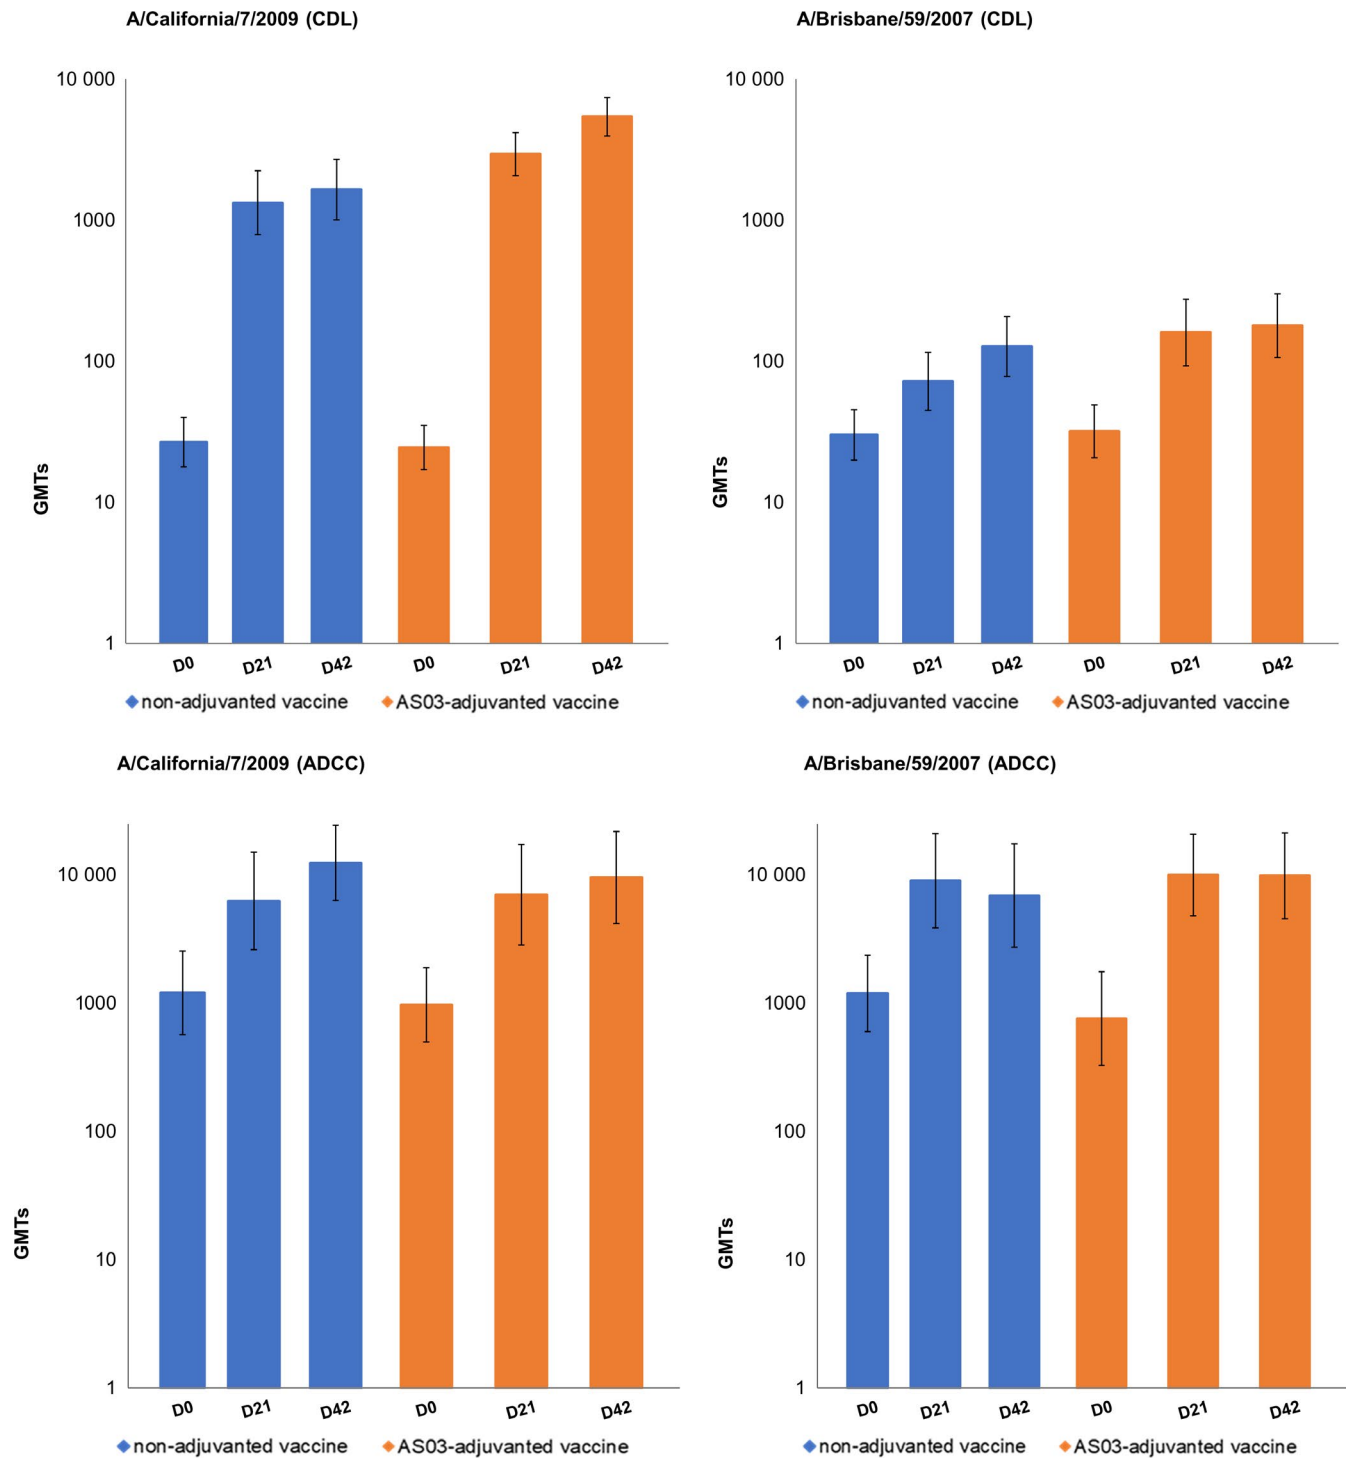 A/California/7/2009 (CDL)
10 000
1000
100
10
1
GMTs
D0 D21 D42 D0 D21 D42
non-adjuvanted vaccine AS03-adjuvanted vaccine
A/Brisbane/59/2007 (CDL)
10 000
1000
100
10
1
GMTs
D0 D21 D42 D0 D21 D42
non-adjuvanted vaccine AS03-adjuvanted vaccine
A/California/7/2009 (ADCC)
10 000
1000
100
10
1
GMTs
D0 D21 D42 D0 D21 D42
non-adjuvanted vaccine AS03-adjuvanted vaccine
A/Brisbane/59/2007 (ADCC)
10 000
1000
100
10
1
GMTs
D0 D21 D42 D0 D21 D42
non-adjuvanted vaccine AS03-adjuvanted vaccine